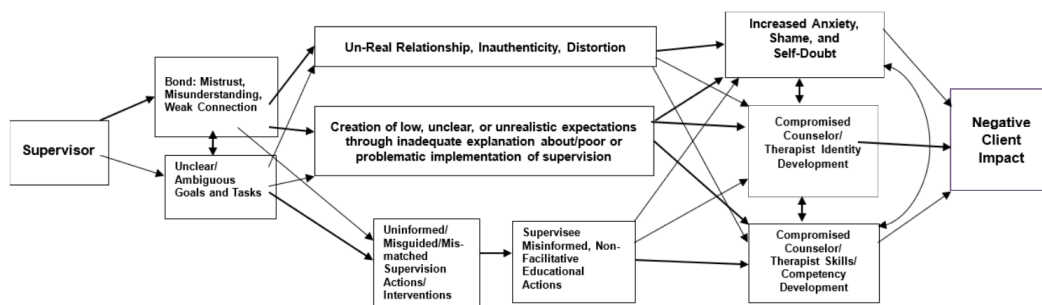 Supervisor
Bond: Mistrust,
Misunderstanding,
Weak Connection
Unclear/
Ambiguous
Goals and Tasks
Un-Real Relationship, Inauthenticity, Distortion
Creation of low, unclear, or unrealistic expectations
through inadequate explanation about/poor or
problematic implementation of supervision
Uninformed/
Misguided/Mis-
matched
Supervision
Actions/
Interventions
Supervisee
Misinformed, Non-
Facilitative
Educational
Actions
Increased Anxiety,
Shame, and
Self-Doubt
Compromised
Counselor/
Therapist Identity
Development
Compromised
Counselor/
Therapist Skills/
Competency
Development
Negative
Client
Impact